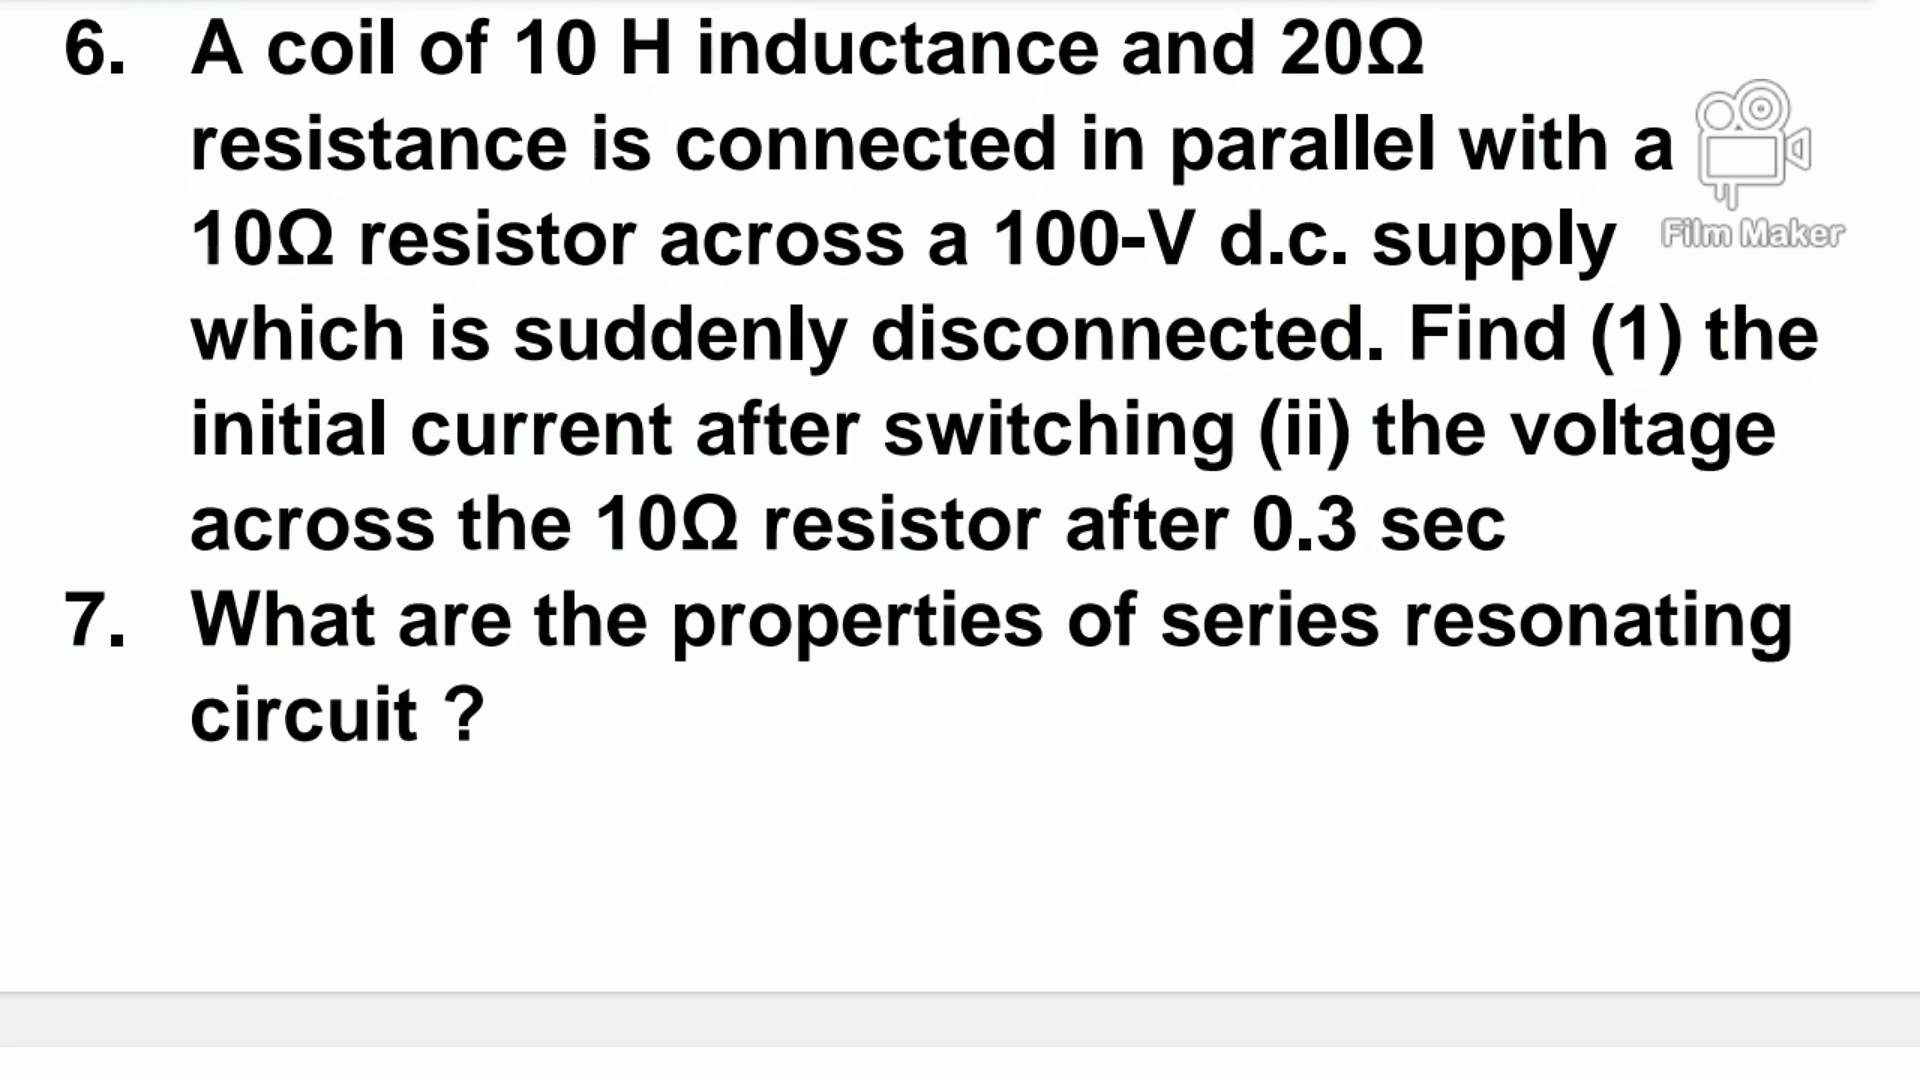 6. A coil of 10 H inductance and 20Ω
resistance is connected in parallel with a
10Ω resistor across a 100-V d.c. supply
which is suddenly disconnected. Find (1) the
initial current after switching (ii) the voltage
across the 10Ω resistor after 0.3 sec
7. What are the properties of series resonating
circuit ?
Film Maker